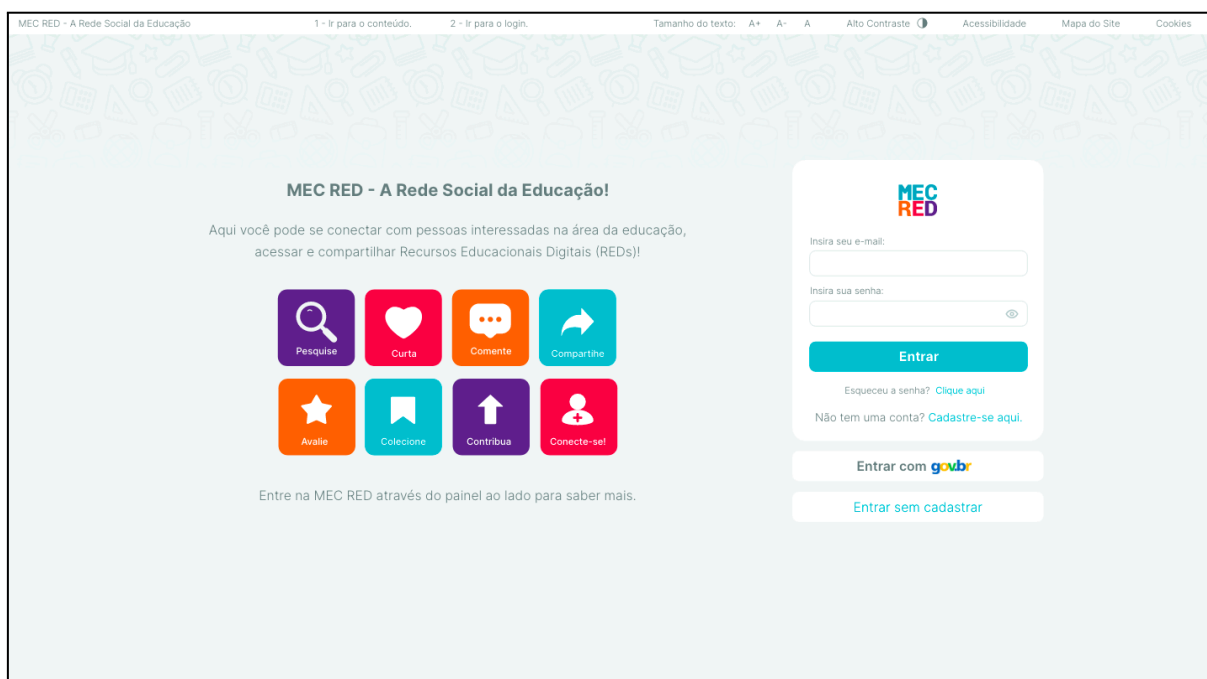 MEC RED - A Rede Social da Educação
1 - Ir para o conteúdo.
2 - Ir para o login.
Tamanho do texto: A+ A- A
Alto Contraste
Acessibilidade
Mapa do Site
Cookies
MEC RED - A Rede Social da Educação!
Aqui você pode se conectar com pessoas interessadas na área da educação,
acessar e compartilhar Recursos Educacionais Digitais (REDs)!
Pesquise
Curta
Comente
Compartihe
Avalie
Colecione
Contribua
Conecte-se!
Entre na MEC RED através do painel ao lado para saber mais.
MEC
RED
Insira seu e-mail:
Insira sua senha:
Entrar
Esqueceu a senha? Clique aqui
Não tem uma conta? Cadastre-se aqui.
Entrar com gov.br
Entrar sem cadastrar